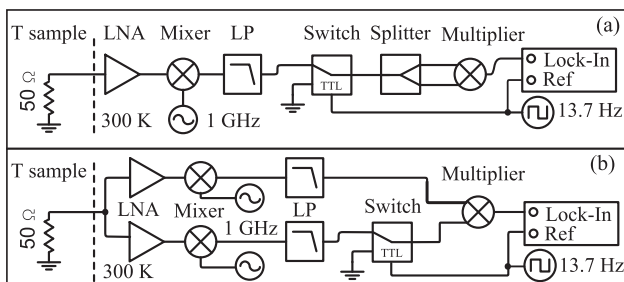 (a)
T sample LNA Mixer LP Switch Splitter Multiplier
50 Ω
TTL
Lock-In
Ref
300 K 1 GHz 13.7 Hz
(b)
T sample Multiplier
50 Ω
LNA Mixer 1 GHz LP Switch
TTL
Lock-In
Ref
300 K 13.7 Hz